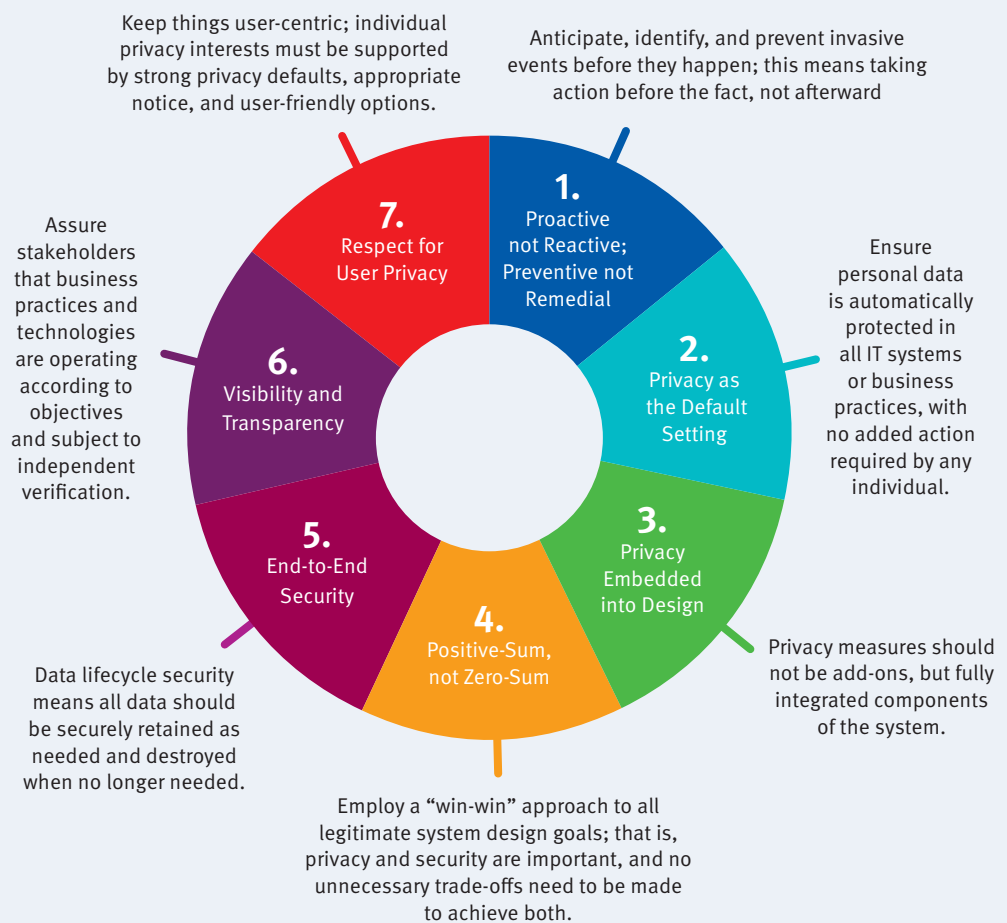 Keep things user-centric; individual
privacy interests must be supported
by strong privacy defaults, appropriate
notice, and user-friendly options.
Anticipate, identify, and prevent invasive
events before they happen; this means taking
action before the fact, not afterward
1.
Proactive
not Reactive;
Preventive not
Remedial
Ensure
personal data
is automatically
protected in
all IT systems
or business
practices, with
no added action
required by any
individual.
2.
Privacy as
the Default
Setting
3.
Privacy
Embedded
into Design
Privacy measures should
not be add-ons, but fully
integrated components
of the system.
4.
Positive-Sum,
not Zero-Sum
Employ a “win-win” approach to all
legitimate system design goals; that is,
privacy and security are important, and no
unnecessary trade-offs need to be made
to achieve both.
5.
End-to-End
Security
Data lifecycle security
means all data should
be securely retained as
needed and destroyed
when no longer needed.
6.
Visibility and
Transparency
Assure
stakeholders
that business
practices and
technologies
are operating
according to
objectives
and subject to
independent
verification.
7.
Respect for
User Privacy